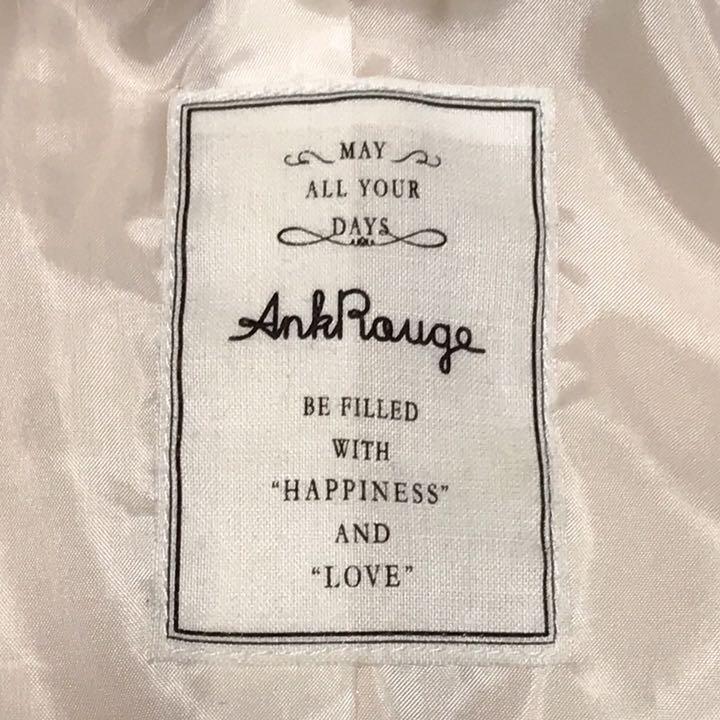 MAY
ALL YOUR
DAYS
AnkRouge
BE FILLED
WITH
“HAPPINESS”
AND
“LOVE”